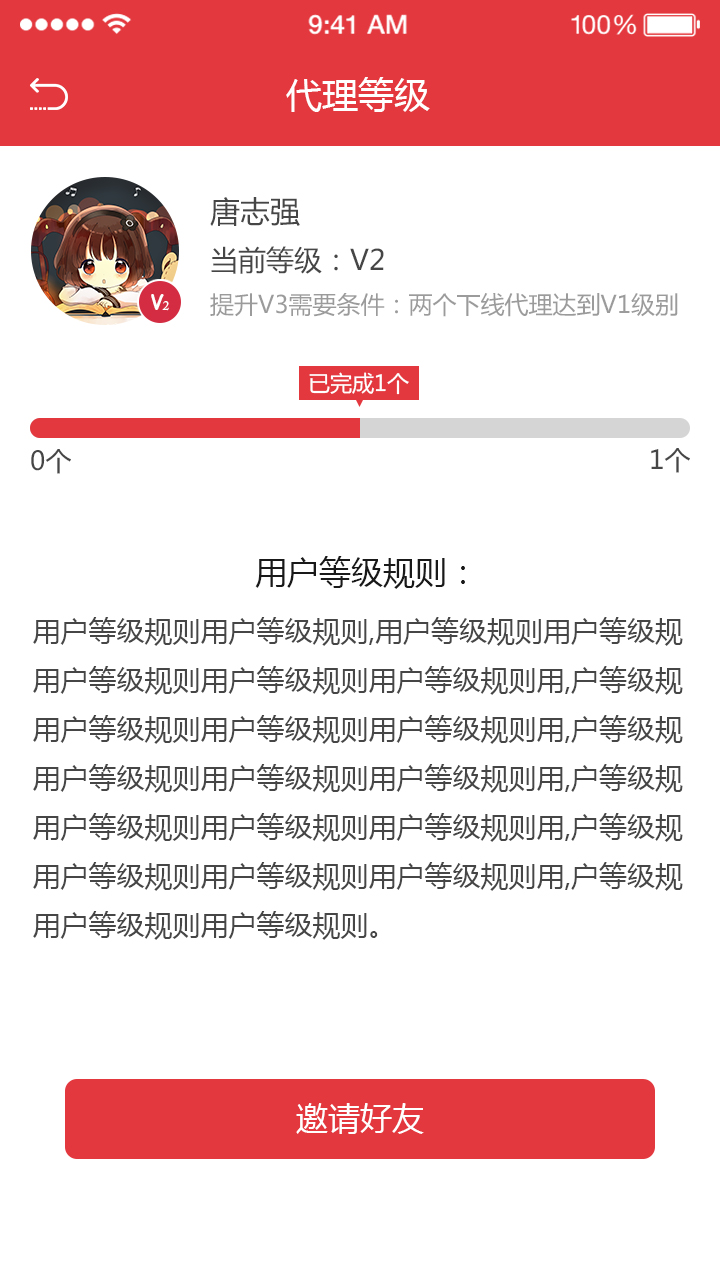 9:41 AM
100%
代理等级
唐志强
当前等级：V2
V2
提升V3需要条件：两个下线代理达到V1级别
已完成1个
0个
1个
用户等级规则：
用户等级规则用户等级规则,用户等级规则用户等级规
用户等级规则用户等级规则用户等级规则用,户等级规
用户等级规则用户等级规则用户等级规则用,户等级规
用户等级规则用户等级规则用户等级规则用,户等级规
用户等级规则用户等级规则用户等级规则用,户等级规
用户等级规则用户等级规则用户等级规则用,户等级规
用户等级规则用户等级规则。
邀请好友